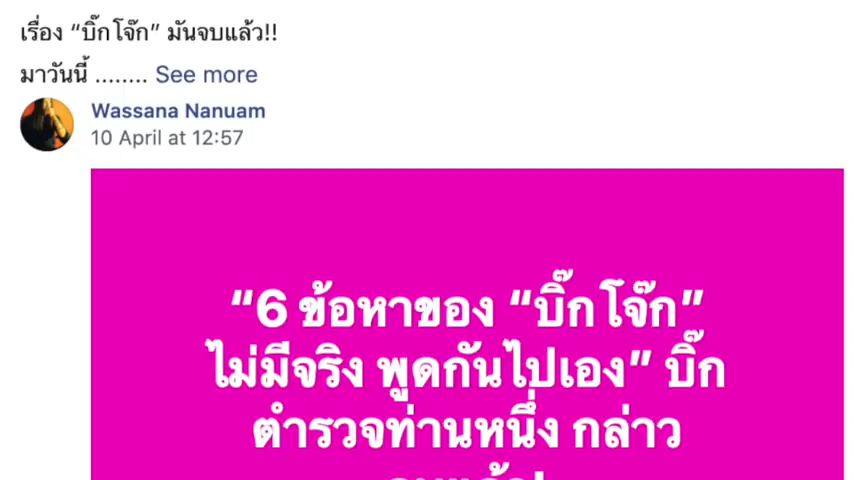 เรื่อง “บิ๊กโจ๊ก” มันจบแล้ว!!
มาวันนี้ ........ See more
Wassana Nanuam
10 April at 12:57
“6 ข้อหาของ “บิ๊กโจ๊ก”
ไม่มีจริง พูดกันไปเอง” บิ๊ก
ตำรวจท่านหนึ่ง กล่าว